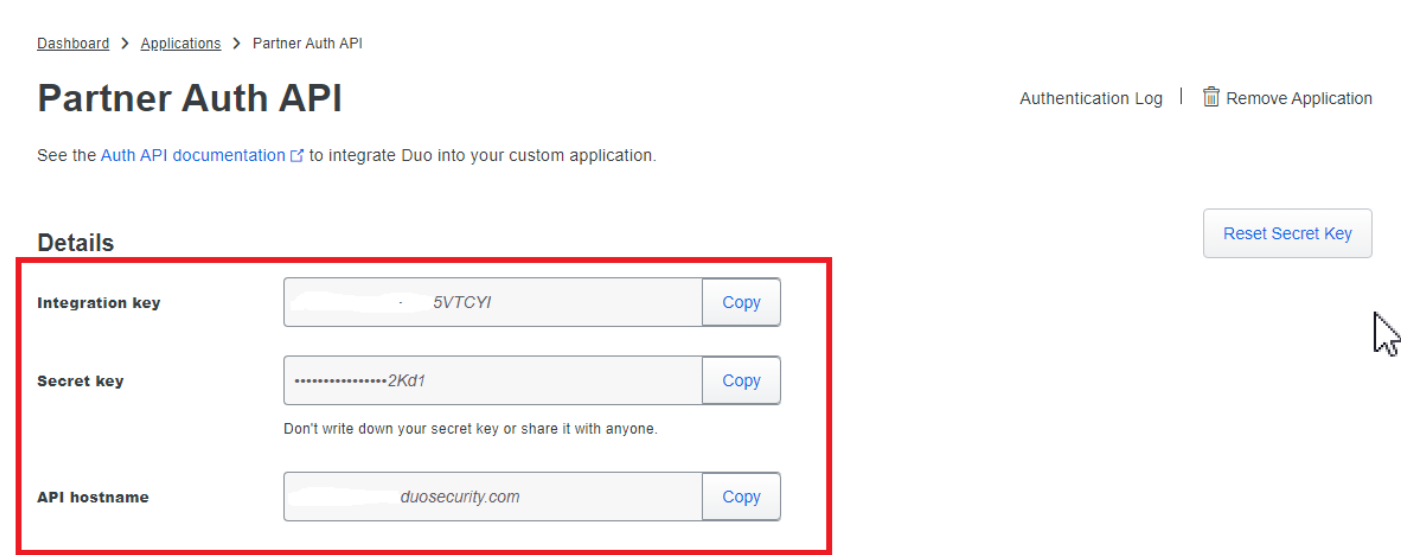 Dashboard > Applications > Partner Auth API
Partner Auth API
Authentication Log | Remove Application
See the Auth API documentation to integrate Duo into your custom application.
Details
Reset Secret Key
Integration key 5VTCYI Copy
Secret key ••••••••••••••••2Kd1 Copy
Don't write down your secret key or share it with anyone.
API hostname duosecurity.com Copy